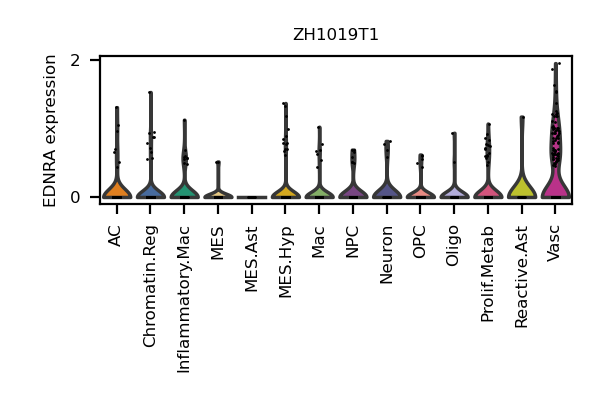 ZH1019T1
EDNRA expression
2
0
AC
Chromatin.Reg
Inflammatory.Mac
MES
MES.Ast
MES.Hyp
Mac
NPC
Neuron
OPC
Oligo
Prolif.Metab
Reactive.Ast
Vasc